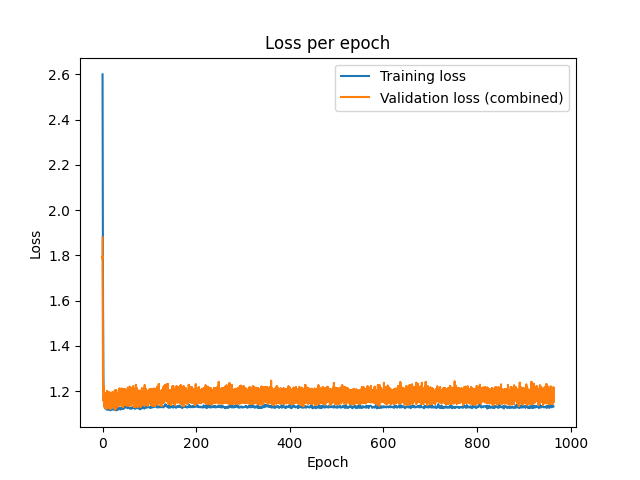 Loss per epoch
Training loss
Validation loss (combined)
2.6
2.4
2.2
2.0
1.8
1.6
1.4
1.2
Loss
0 200 400 600 800 1000
Epoch